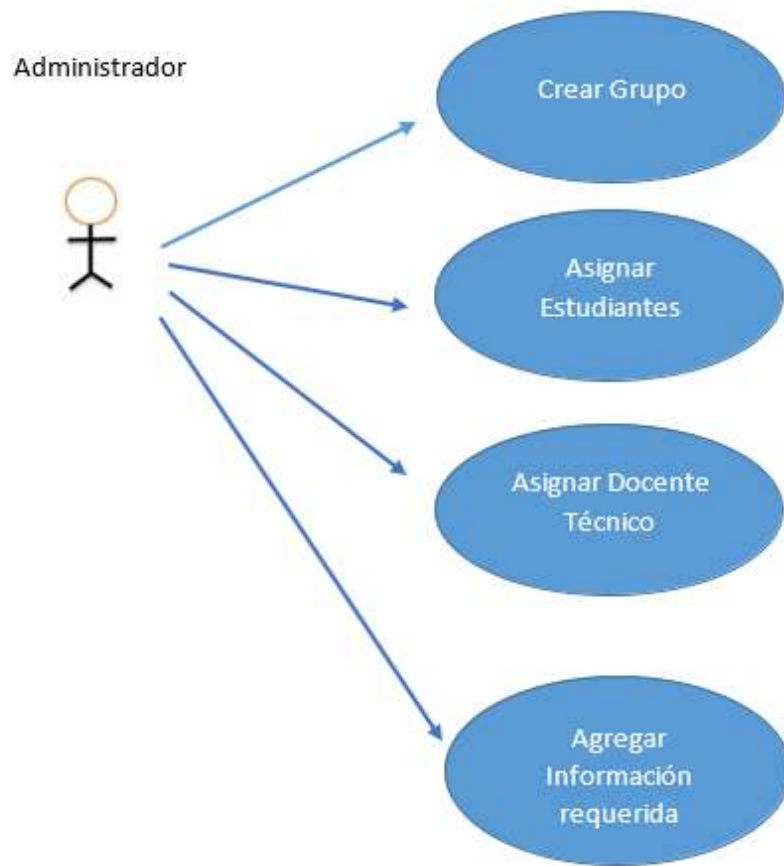 Administrador
Crear Grupo
Asignar
Estudiantes
Asignar Docente
Técnico
Agregar
Información
requerida